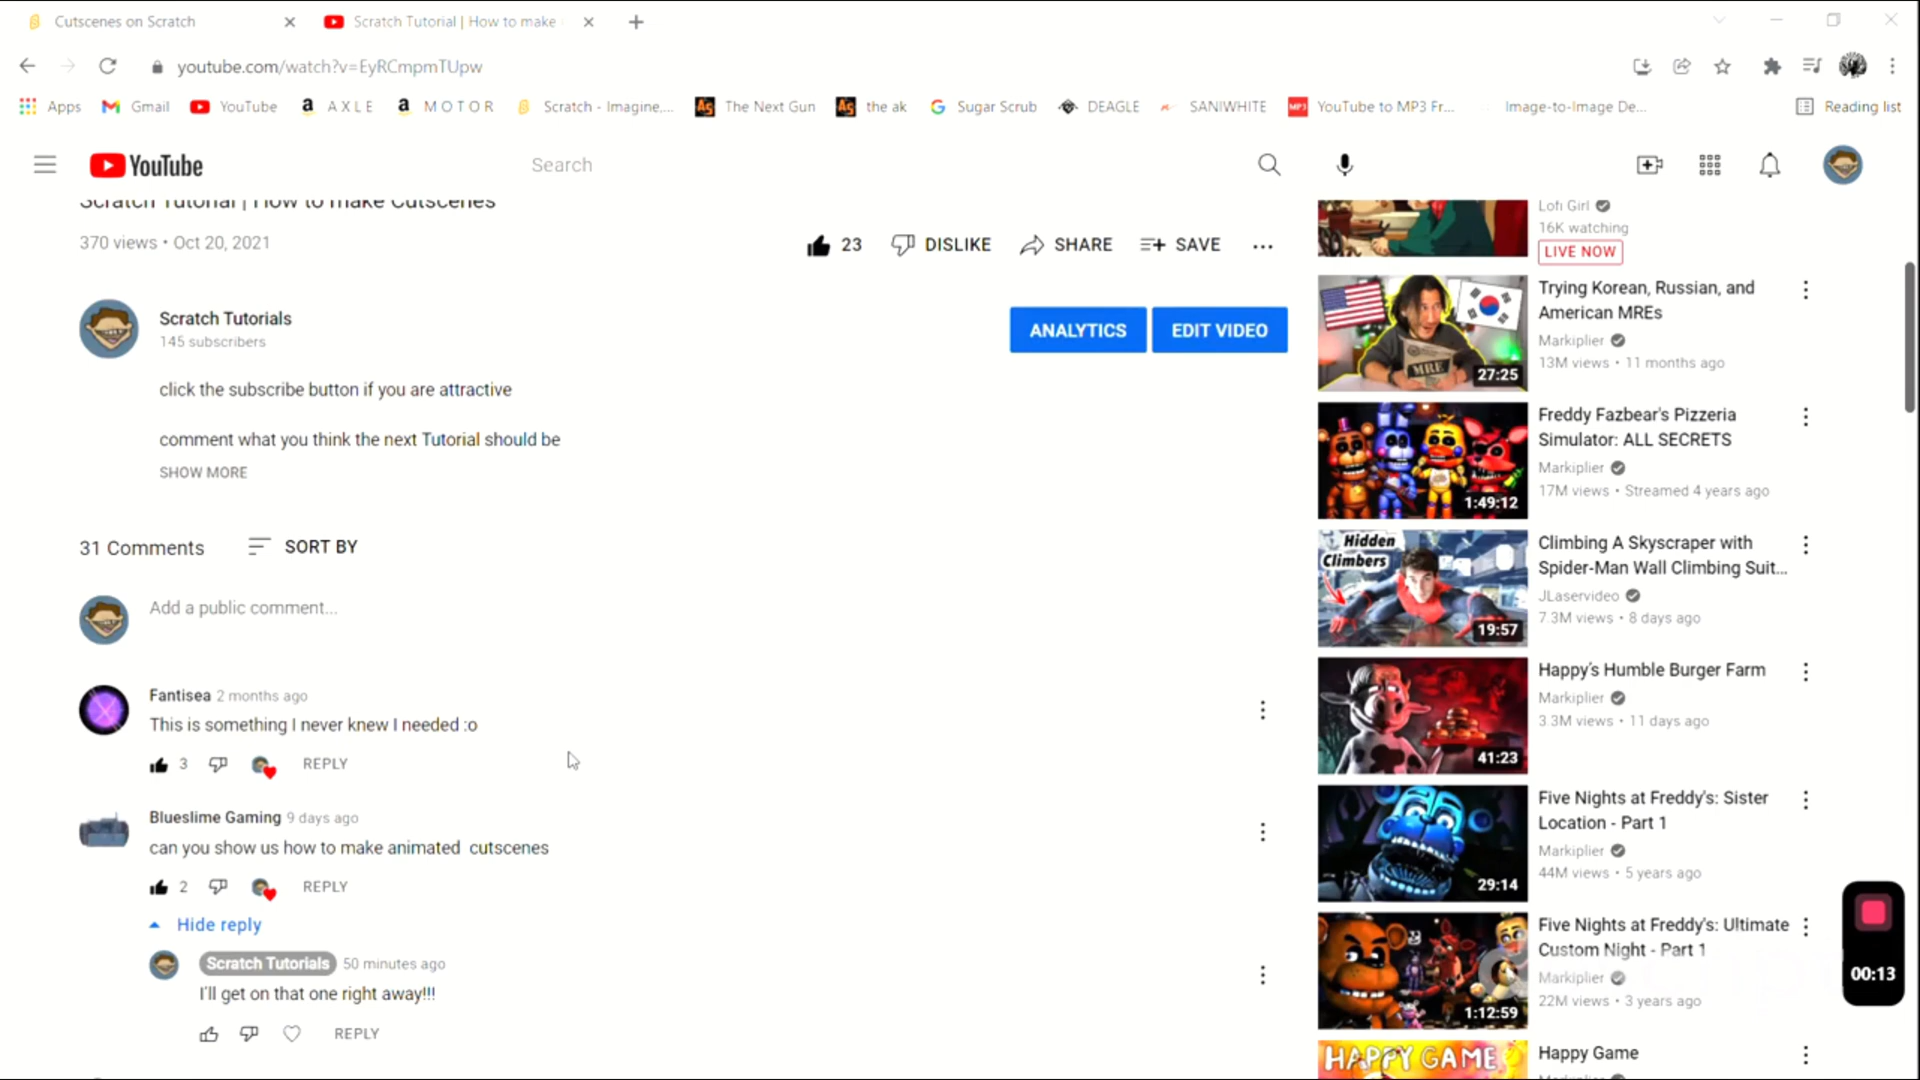 Cutscenes on Scratch
Scratch Tutorial | How to make
youtube.com/watch?v=EyRCmpmTUpw
Apps
Gmail
YouTube
A X L E
M O T O R
Scratch - Imagine,...
The Next Gun
the ak
Sugar Scrub
DEAGLE
SANIWHITE
MP3
YouTube to MP3 Fr...
Image-to-Image De...
Reading list
YouTube
Search
Scratch Tutorial | How to make Cutscenes
370 views • Oct 20, 2021
23
DISLIKE
SHARE
SAVE
Scratch Tutorials
145 subscribers
ANALYTICS
EDIT VIDEO
click the subscribe button if you are attractive
comment what you think the next Tutorial should be
SHOW MORE
31 Comments
SORT BY
Add a public comment...
Fantisea 2 months ago
This is something I never knew I needed :o
3
REPLY
Blueslime Gaming 9 days ago
can you show us how to make animated cutscenes
2
REPLY
Hide reply
Scratch Tutorials 50 minutes ago
I'll get on that one right away!!!
REPLY
Lofi Girl
16K watching
LIVE NOW
MRE
27:25
Trying Korean, Russian, and
American MREs
Markiplier
13M views • 11 months ago
1:49:12
Freddy Fazbear's Pizzeria
Simulator: ALL SECRETS
Markiplier
17M views • Streamed 4 years ago
Hidden
Climbers
19:57
Climbing A Skyscraper with
Spider-Man Wall Climbing Suit...
JLaservideo
7.3M views • 8 days ago
41:23
Happy's Humble Burger Farm
Markiplier
3.3M views • 11 days ago
29:14
Five Nights at Freddy's: Sister
Location - Part 1
Markiplier
44M views • 5 years ago
1:12:59
Five Nights at Freddy's: Ultimate
Custom Night - Part 1
Markiplier
22M views • 3 years ago
00:13
HAPPY GAME
Happy Game
Markiplier